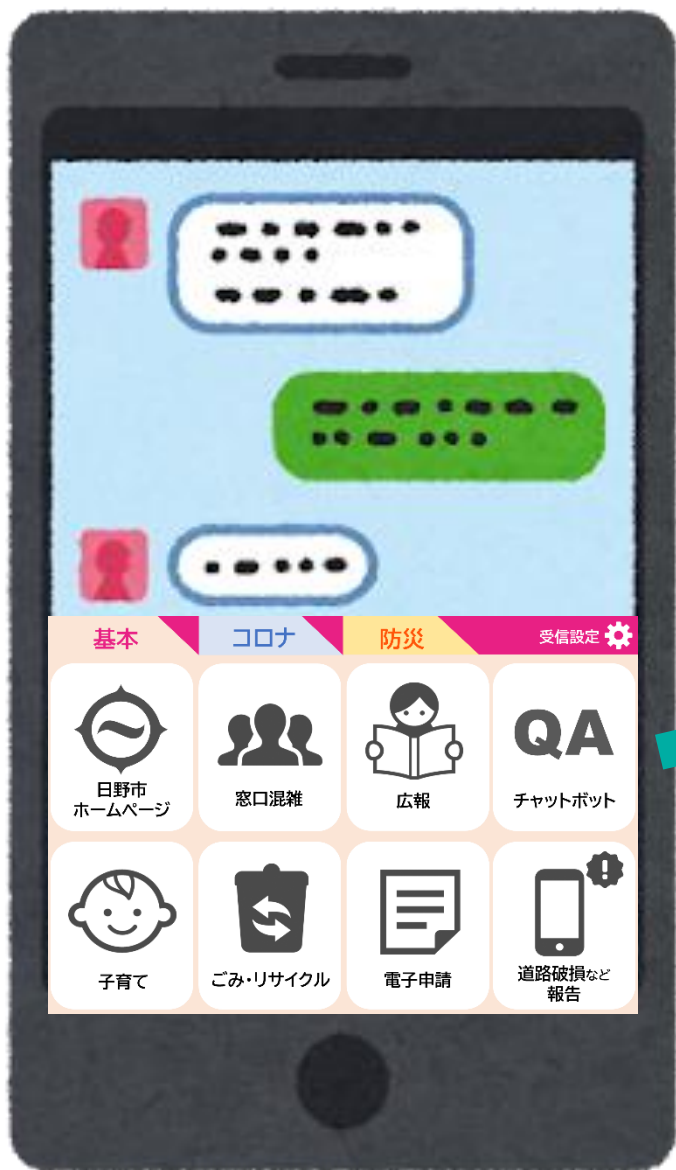 基本 コロナ 防災 受信設定
日野市
ホームページ
窓口混雑
広報
QA
チャットボット
子育て
ごみ・リサイクル
電子申請
道路破損など
報告